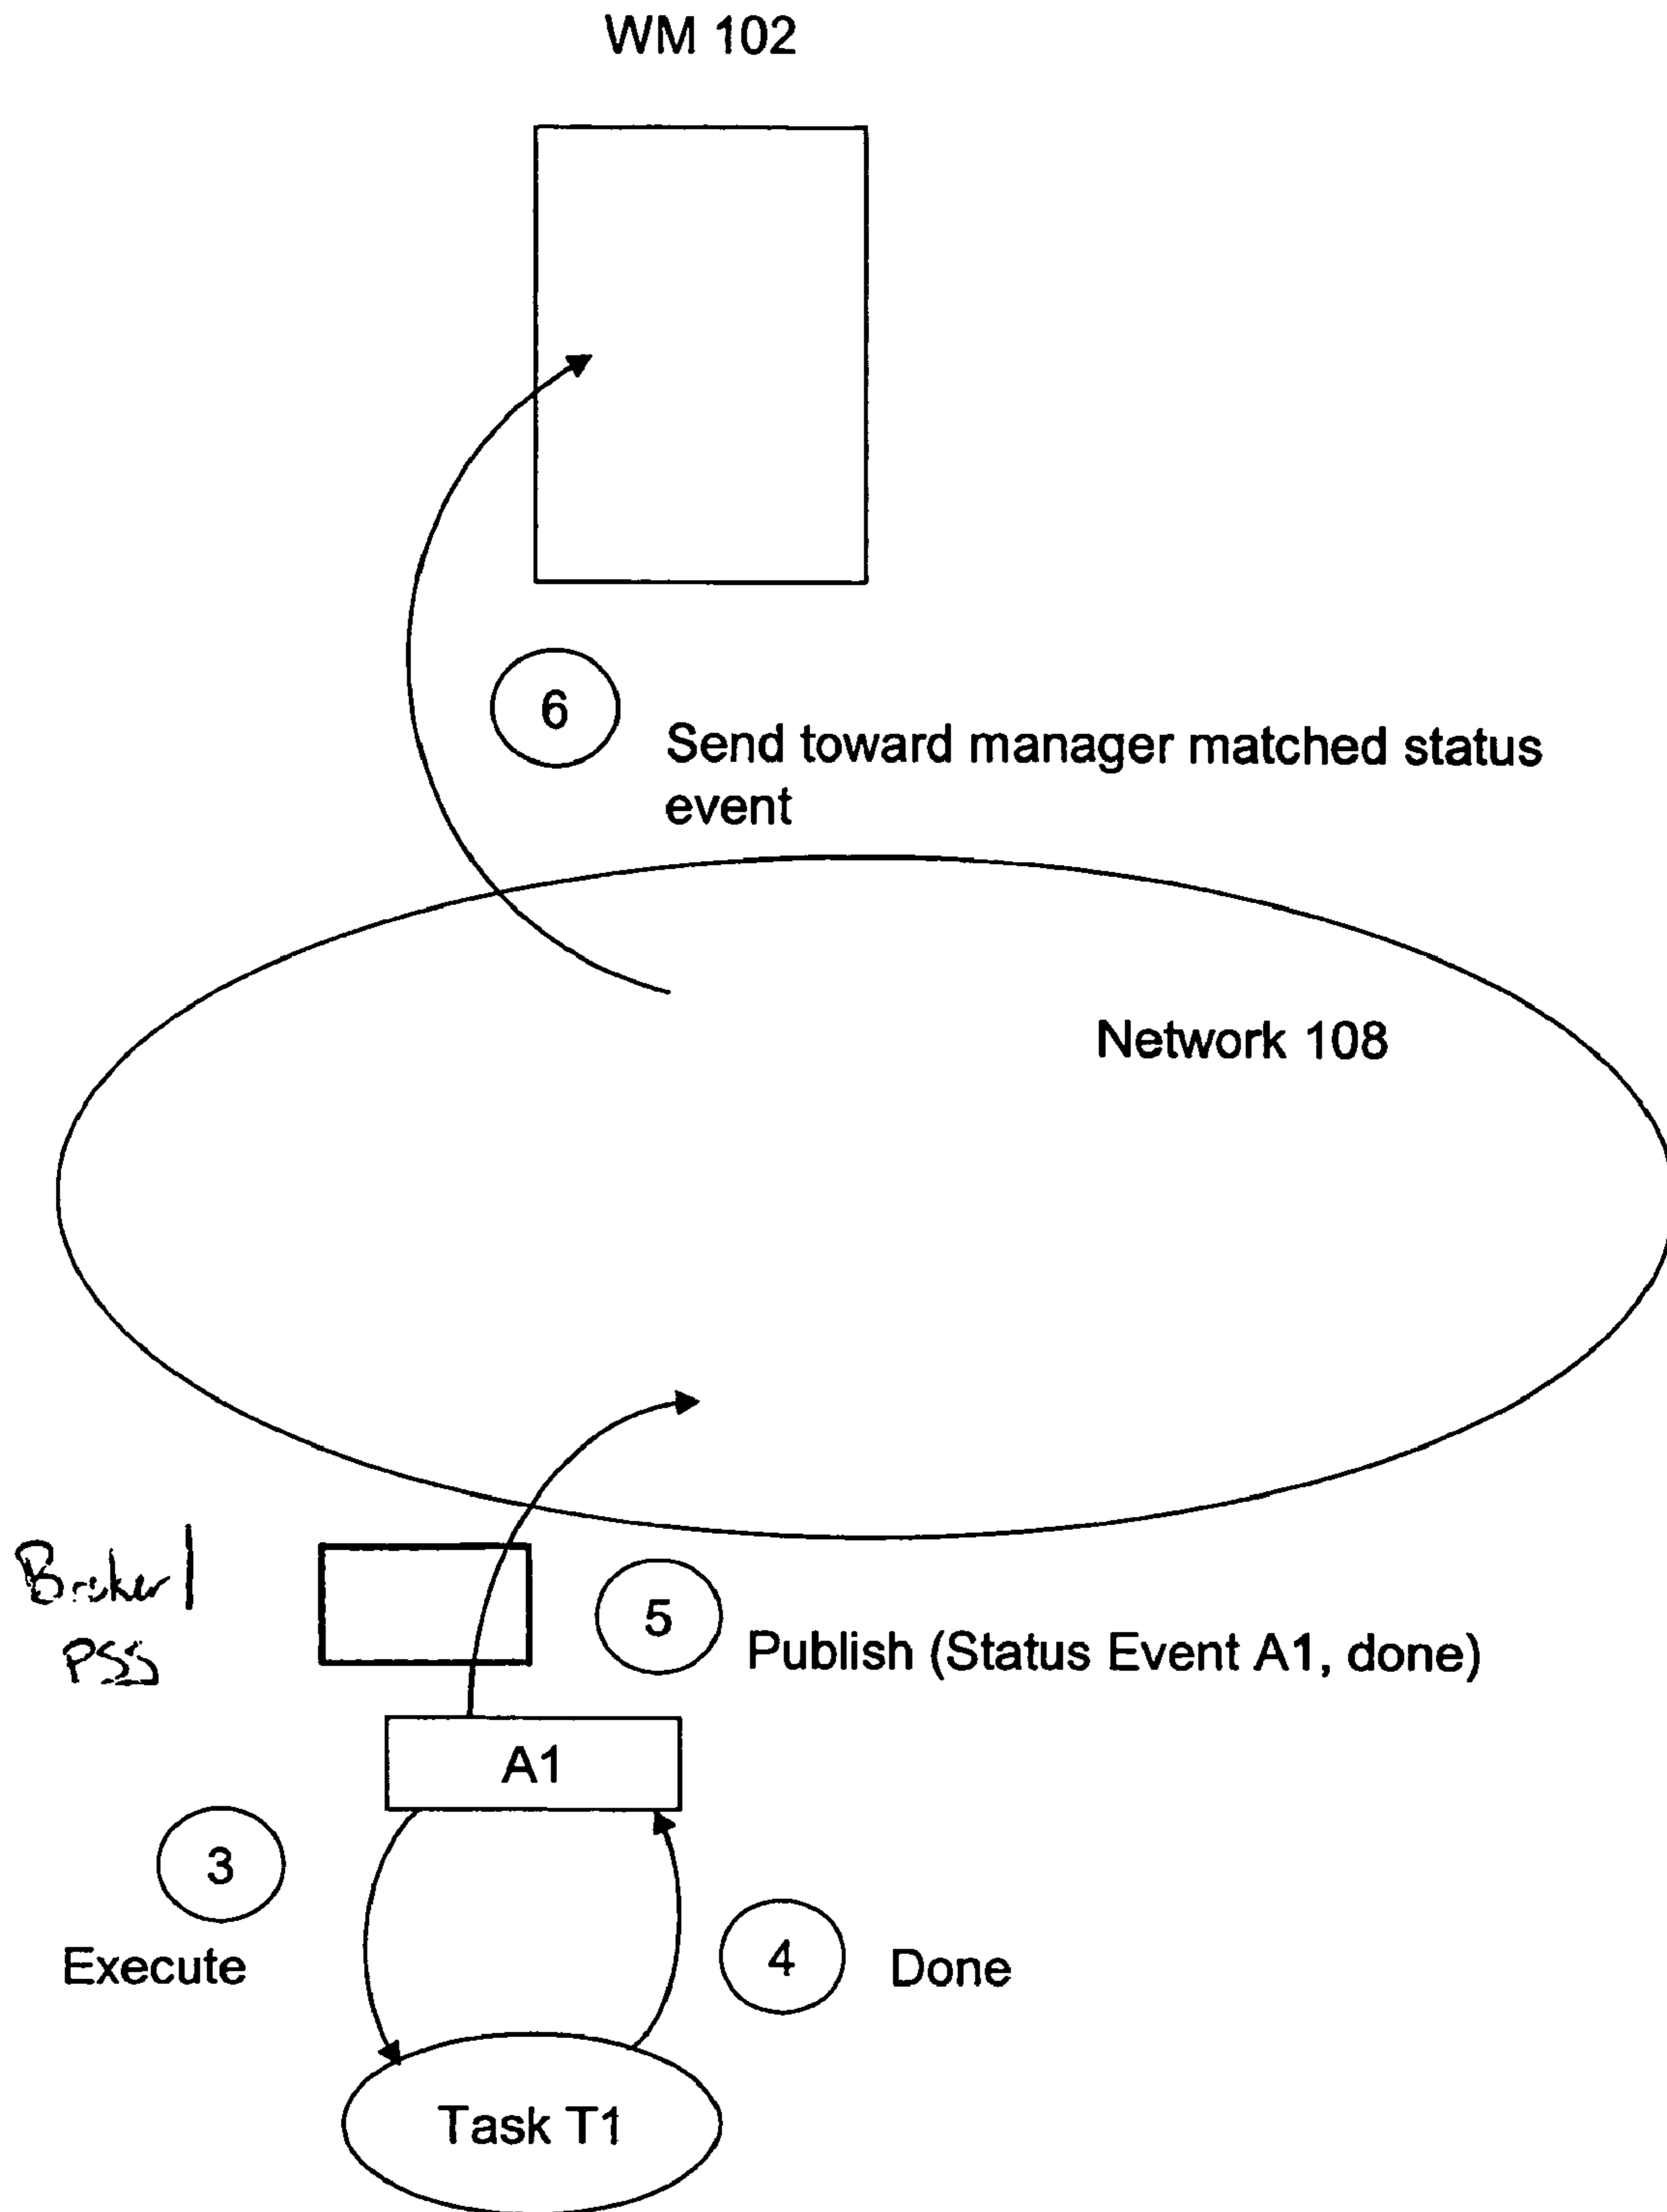 WM 102
6
Send toward manager matched status
event
Network 108
Broker
PSS
5
Publish (Status Event A1, done)
A1
3
Execute
4
Done
Task T1